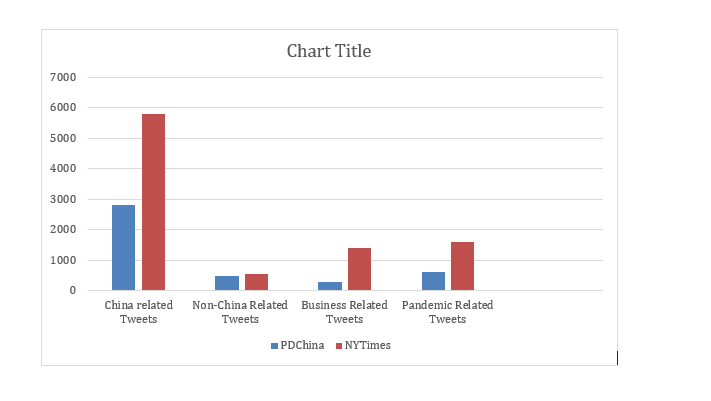 Chart Title
7000
6000
5000
4000
3000
2000
1000
0
China related
Tweets
Non-China Related
Tweets
Business Related
Tweets
Pandemic Related
Tweets
PDChina
NYTimes